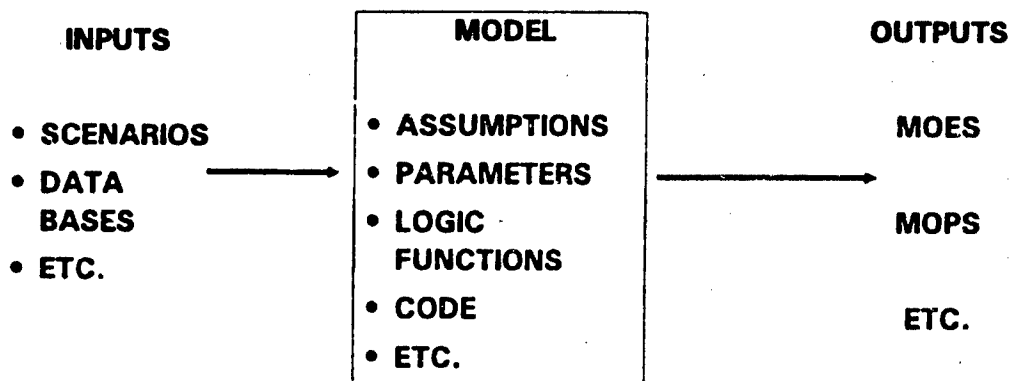 INPUTS
• SCENARIOS
• DATA
BASES
• ETC.
MODEL
• ASSUMPTIONS
• PARAMETERS
• LOGIC
FUNCTIONS
• CODE
• ETC.
OUTPUTS
MOES
MOPS
ETC.